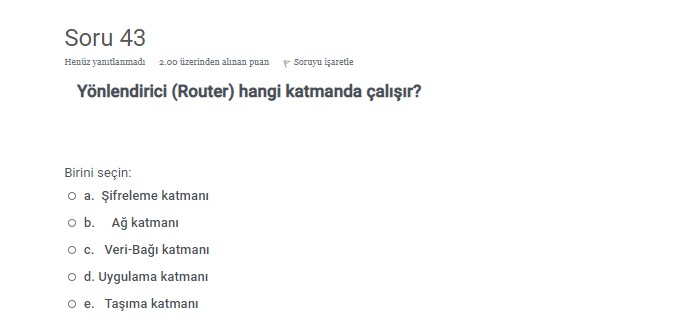 Soru 43
Henüz yanıtlanmadı 2.00 üzerinden alınan puan Soruyu işaretle
Yönlendirici (Router) hangi katmanda çalışır?
Birini seçin:
a. Şifreleme katmanı
b. Ağ katmanı
c. Veri-Bağı katmanı
d. Uygulama katmanı
e. Taşıma katmanı